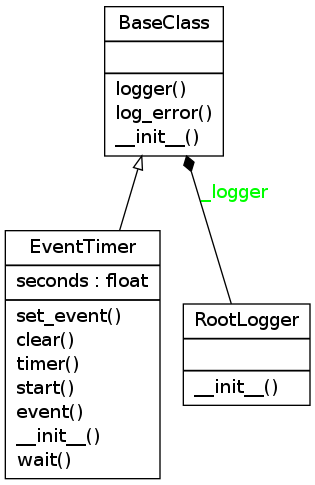 BaseClass
logger()
log_error()
__init__()
_logger
EventTimer
seconds : float
set_event()
clear()
timer()
start()
event()
__init__()
wait()
RootLogger
__init__()